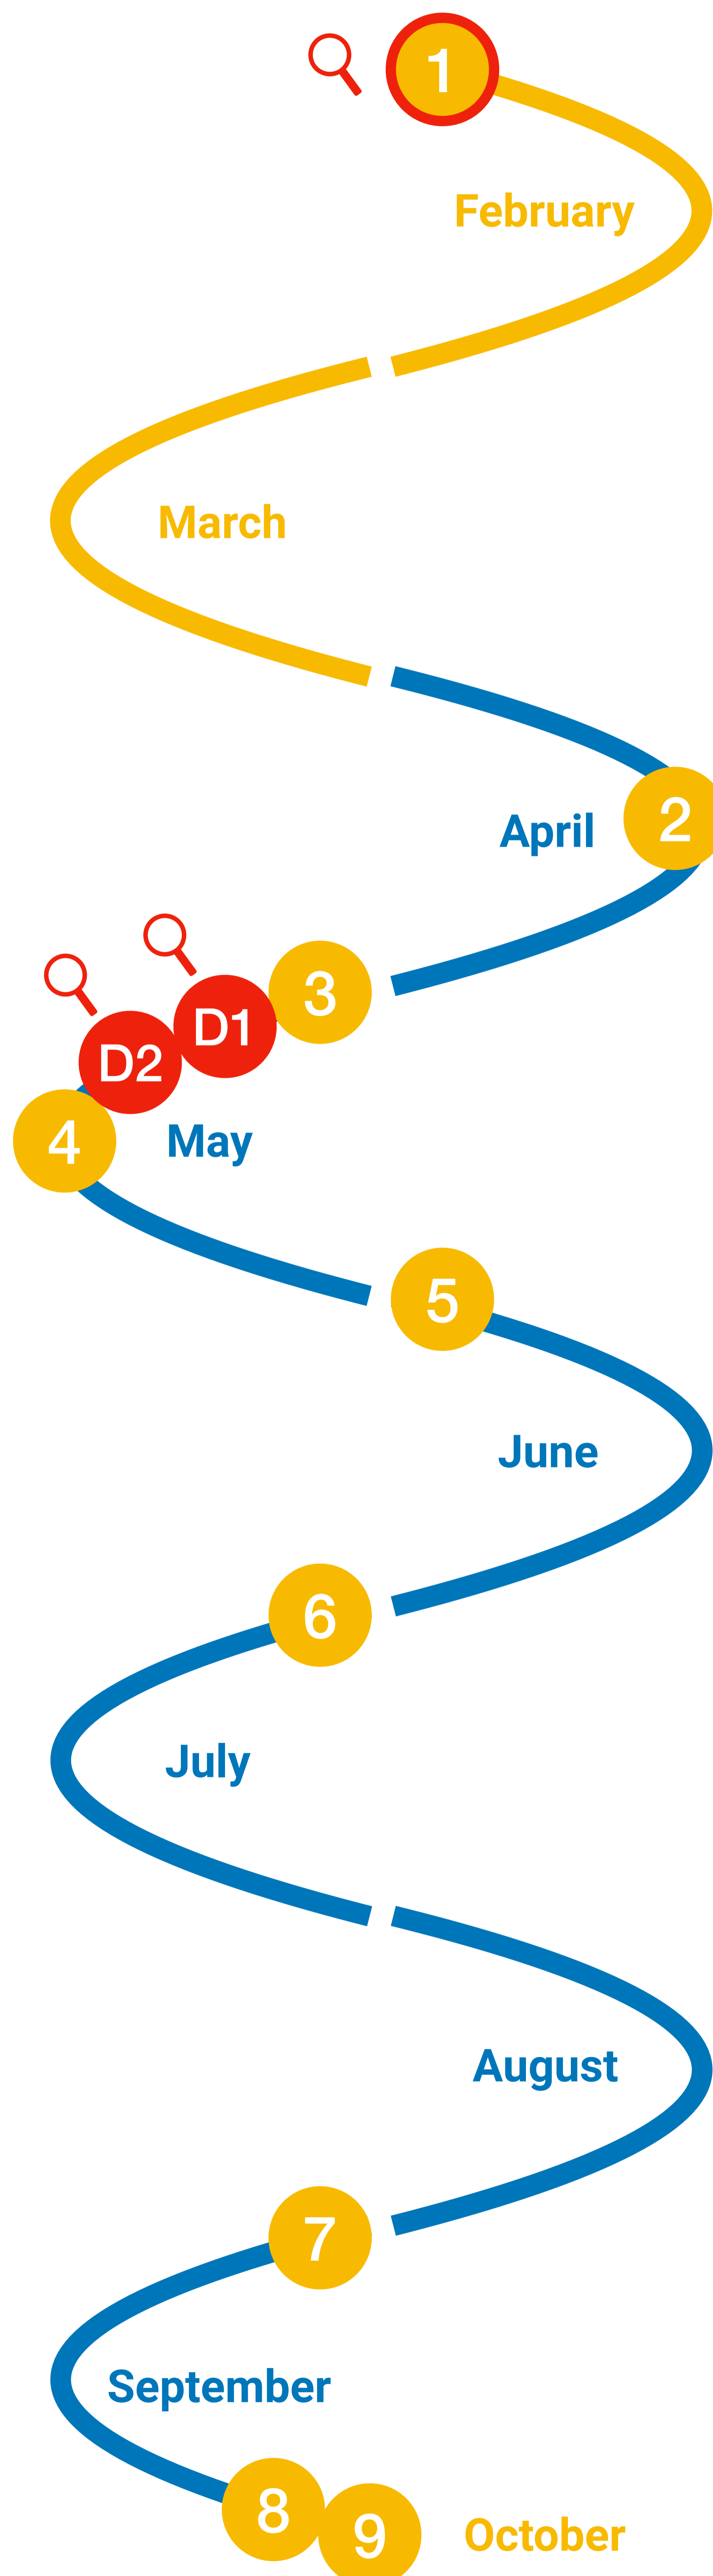 1
February
March
2
April
3
D1
D2
4
May
5
June
6
July
August
7
September
8
9
October